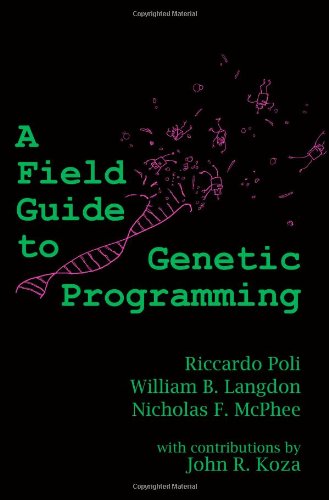 Copyrighted Material
A
Field
Guide
to
Genetic
Programming
Riccardo Poli
William B. Langdon
Nicholas F. McPhee
with contributions by
John R. Koza
Copyrighted Material